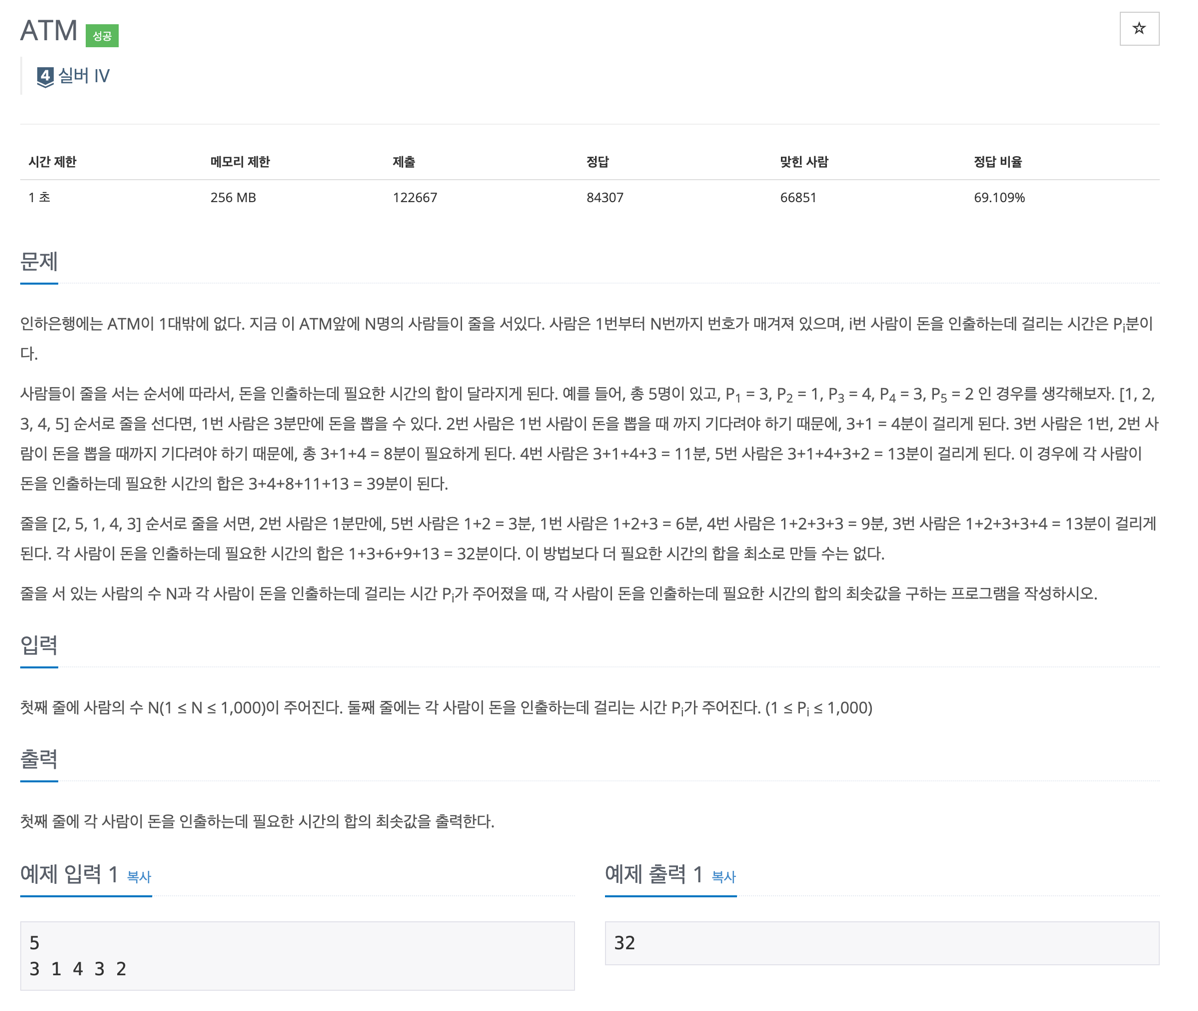 ATM 성공
☆
4 실버 IV
시간 제한 메모리 제한 제출 정답 맞힌 사람 정답 비율
1 초 256 MB 122667 84307 66851 69.109%
문제
인하은행에는 ATM이 1대밖에 없다. 지금 이 ATM앞에 N명의 사람들이 줄을 서있다. 사람은 1번부터 N번까지 번호가 매겨져 있으며, i번 사람이 돈을 인출하는데 걸리는 시간은 Pi분이
다.
사람들이 줄을 서는 순서에 따라서, 돈을 인출하는데 필요한 시간의 합이 달라지게 된다. 예를 들어, 총 5명이 있고, P1 = 3, P2 = 1, P3 = 4, P4 = 3, P5 = 2 인 경우를 생각해보자. [1, 2,
3, 4, 5] 순서로 줄을 선다면, 1번 사람은 3분만에 돈을 뽑을 수 있다. 2번 사람은 1번 사람이 돈을 뽑을 때 까지 기다려야 하기 때문에, 3+1 = 4분이 걸리게 된다. 3번 사람은 1번, 2번 사
람이 돈을 뽑을 때까지 기다려야 하기 때문에, 총 3+1+4 = 8분이 필요하게 된다. 4번 사람은 3+1+4+3 = 11분, 5번 사람은 3+1+4+3+2 = 13분이 걸리게 된다. 이 경우에 각 사람이
돈을 인출하는데 필요한 시간의 합은 3+4+8+11+13 = 39분이 된다.
줄을 [2, 5, 1, 4, 3] 순서로 줄을 서면, 2번 사람은 1분만에, 5번 사람은 1+2 = 3분, 1번 사람은 1+2+3 = 6분, 4번 사람은 1+2+3+3 = 9분, 3번 사람은 1+2+3+3+4 = 13분이 걸리게
된다. 각 사람이 돈을 인출하는데 필요한 시간의 합은 1+3+6+9+13 = 32분이다. 이 방법보다 더 필요한 시간의 합을 최소로 만들 수는 없다.
줄을 서 있는 사람의 수 N과 각 사람이 돈을 인출하는데 걸리는 시간 Pi가 주어졌을 때, 각 사람이 돈을 인출하는데 필요한 시간의 합의 최솟값을 구하는 프로그램을 작성하시오.
입력
첫째 줄에 사람의 수 N(1 ≤ N ≤ 1,000)이 주어진다. 둘째 줄에는 각 사람이 돈을 인출하는데 걸리는 시간 Pi가 주어진다. (1 ≤ Pi ≤ 1,000)
출력
첫째 줄에 각 사람이 돈을 인출하는데 필요한 시간의 합의 최솟값을 출력한다.
예제 입력 1 복사
5
3 1 4 3 2
예제 출력 1 복사
32